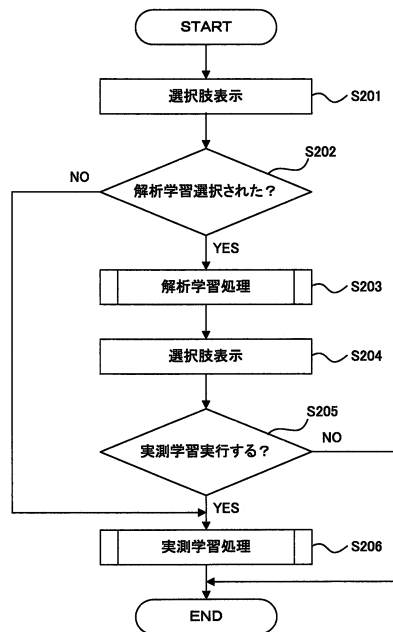 START
選択肢表示
S201
S202
解析学習選択された？
NO
YES
解析学習処理
S203
選択肢表示
S204
S205
実測学習実行する？
NO
YES
実測学習処理
S206
END